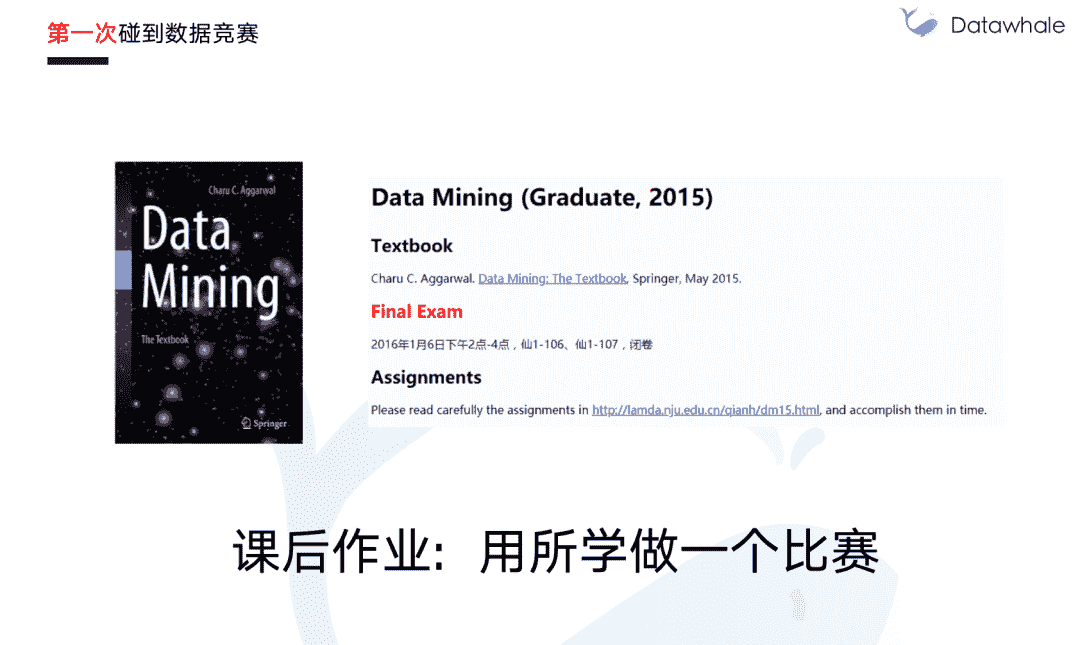 第一次碰到数据竞赛
Datawhale
Charu C. Aggarwal
Data
Mining
The Textbook
Springer
Data Mining (Graduate, 2015)
Textbook
Charu C. Aggarwal. Data Mining: The Textbook, Springer, May 2015.
Final Exam
2016年1月6日下午2点-4点，仙1-106、仙1-107，闭卷
Assignments
Please read carefully the assignments in http://lamda.nju.edu.cn/qianh/dm15.html, and accomplish them in time.
课后作业：用所学做一个比赛